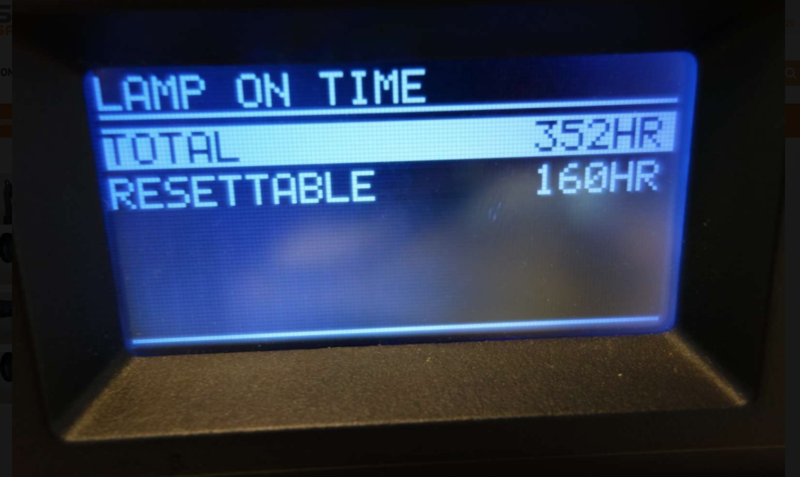 LAMP ON TIME
TOTAL 352HR
RESETTABLE 160HR